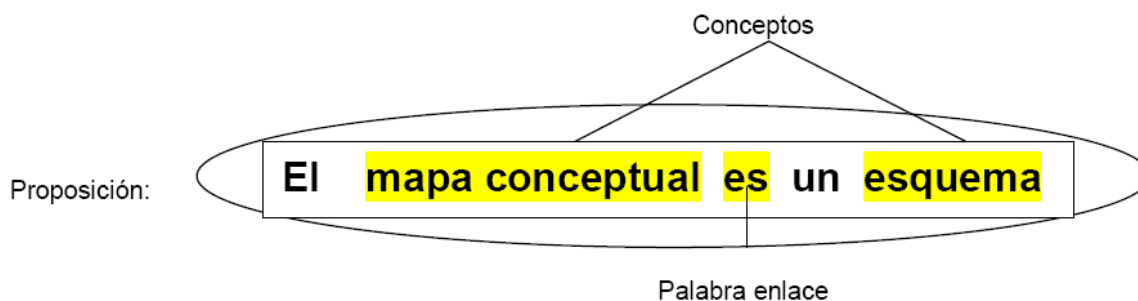 Conceptos
Proposición: El mapa conceptual es un esquema
Palabra enlace